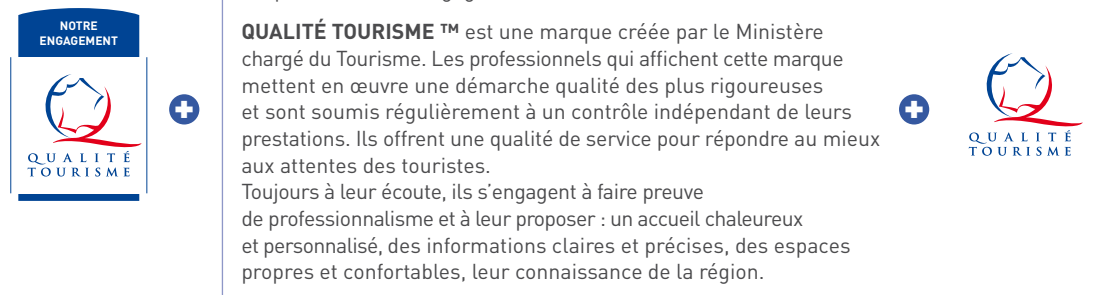 NOTRE
ENGAGEMENT
QUALITÉ
TOURISME
QUALITÉ TOURISME ™ est une marque créée par le Ministère
chargé du Tourisme. Les professionnels qui affichent cette marque
mettent en œuvre une démarche qualité des plus rigoureuses
et sont soumis régulièrement à un contrôle indépendant de leurs
prestations. Ils offrent une qualité de service pour répondre au mieux
aux attentes des touristes.
Toujours à leur écoute, ils s’engagent à faire preuve
de professionnalisme et à leur proposer : un accueil chaleureux
et personnalisé, des informations claires et précises, des espaces
propres et confortables, leur connaissance de la région.
QUALITÉ
TOURISME